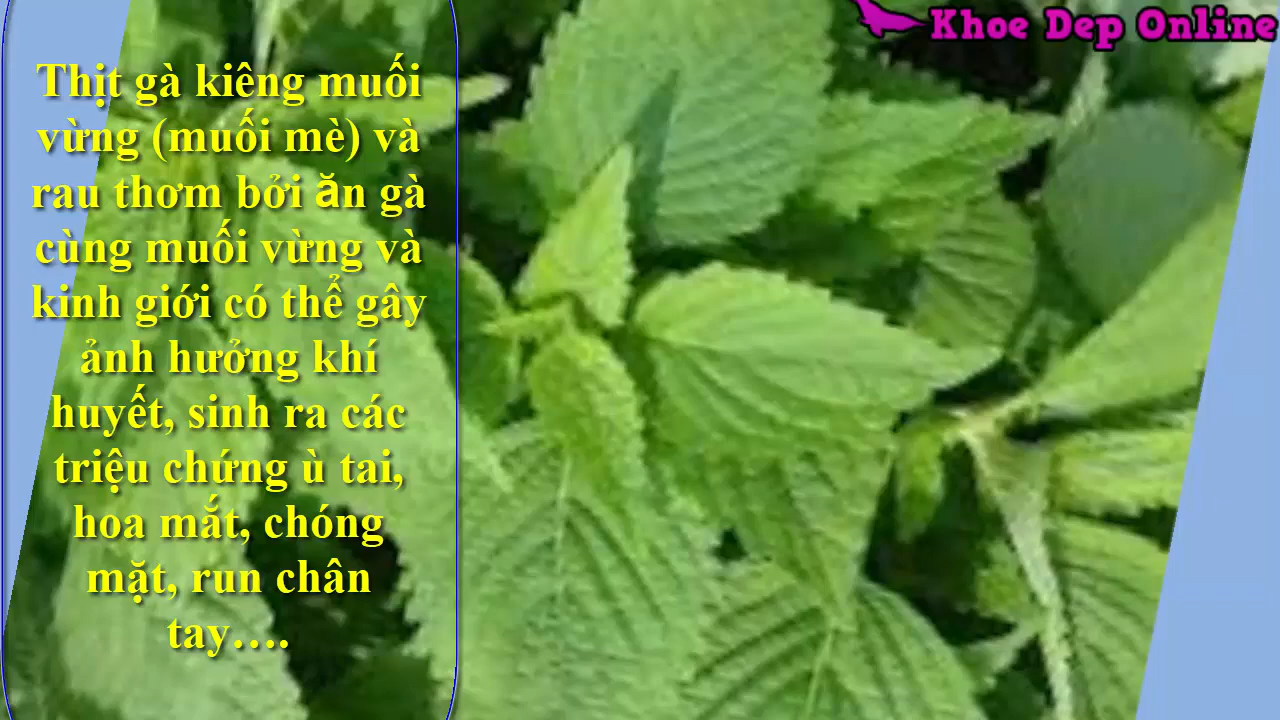 Khoe Dep Online
Thịt gà kiêng muối
vừng (muối mè) và
rau thơm bởi ăn gà
cùng muối vừng và
kinh giới có thể gây
ảnh hưởng khí
huyết, sinh ra các
triệu chứng ù tai,
hoa mắt, chóng
mặt, run chân
tay….